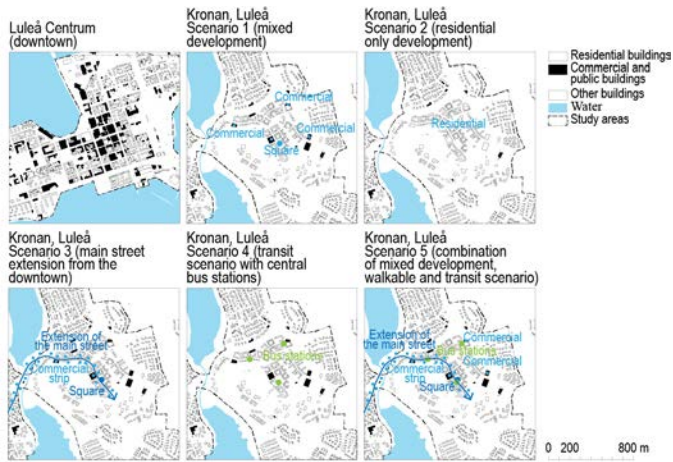 Luleå Centrum
(downtown)
Kronan, Luleå
Scenario 1 (mixed
development)
Kronan, Luleå
Scenario 2 (residential
only development)
Commercial
Commercial
Commercial
Square
Residential
Residential buildings
Commercial and
public buildings
Other buildings
Water
Study areas
Kronan, Luleå
Scenario 3 (main street
extension from the
downtown)
Kronan, Luleå
Scenario 4 (transit
scenario with central
bus stations)
Kronan, Luleå
Scenario 5 (combination
of mixed development,
walkable and transit scenario)
Extension of
the main street
Commercial
strip
Square
Bus stations
Extension of
the main street
Commercial
Bus stations
Commercial
Commercial
strip
Square
0 200 800 m